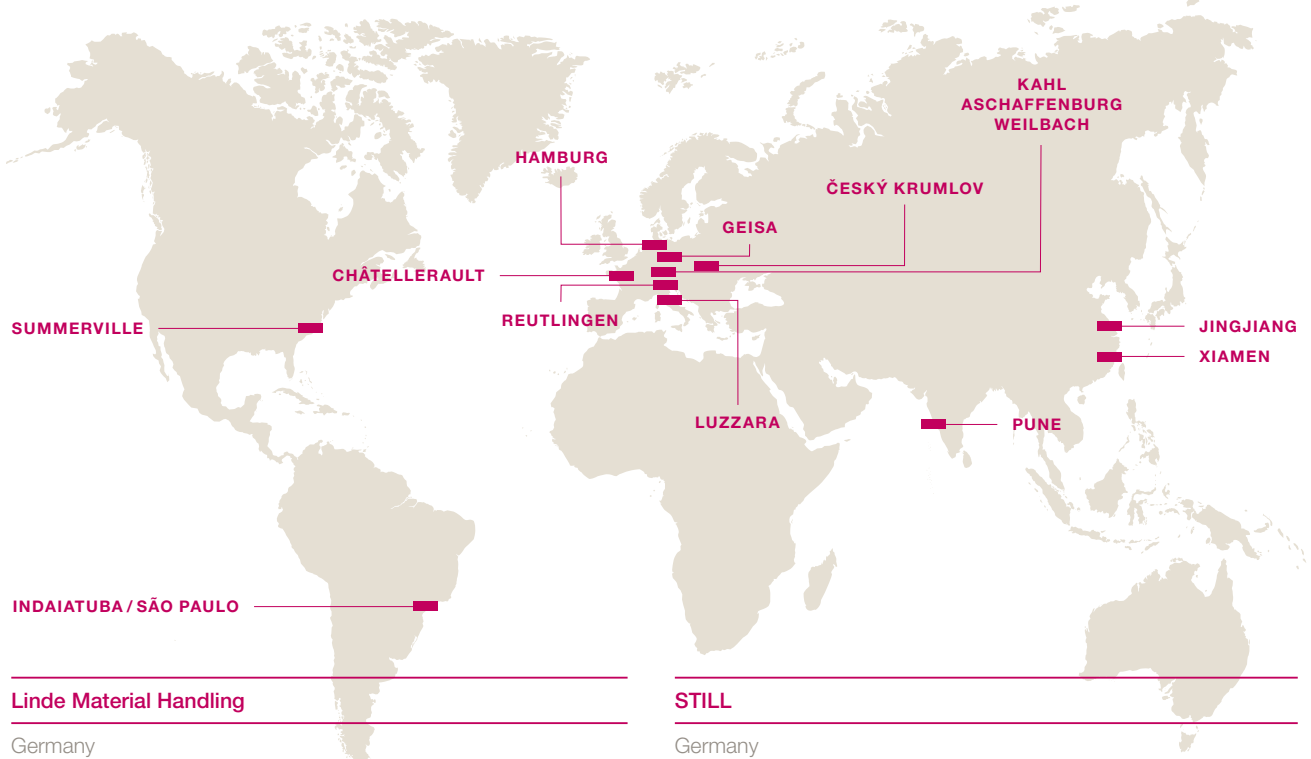 KAHL
ASCHAFFENBURG
WEILBACH
HAMBURG
ČESKÝ KRUMLOV
GEISA
CHÂTELLERAULT
REUTLINGEN
SUMMERVILLE
JINGJIANG
XIAMEN
LUZZARA
PUNE
INDAIATUBA / SÃO PAULO
Linde Material Handling
STILL
Germany
Germany